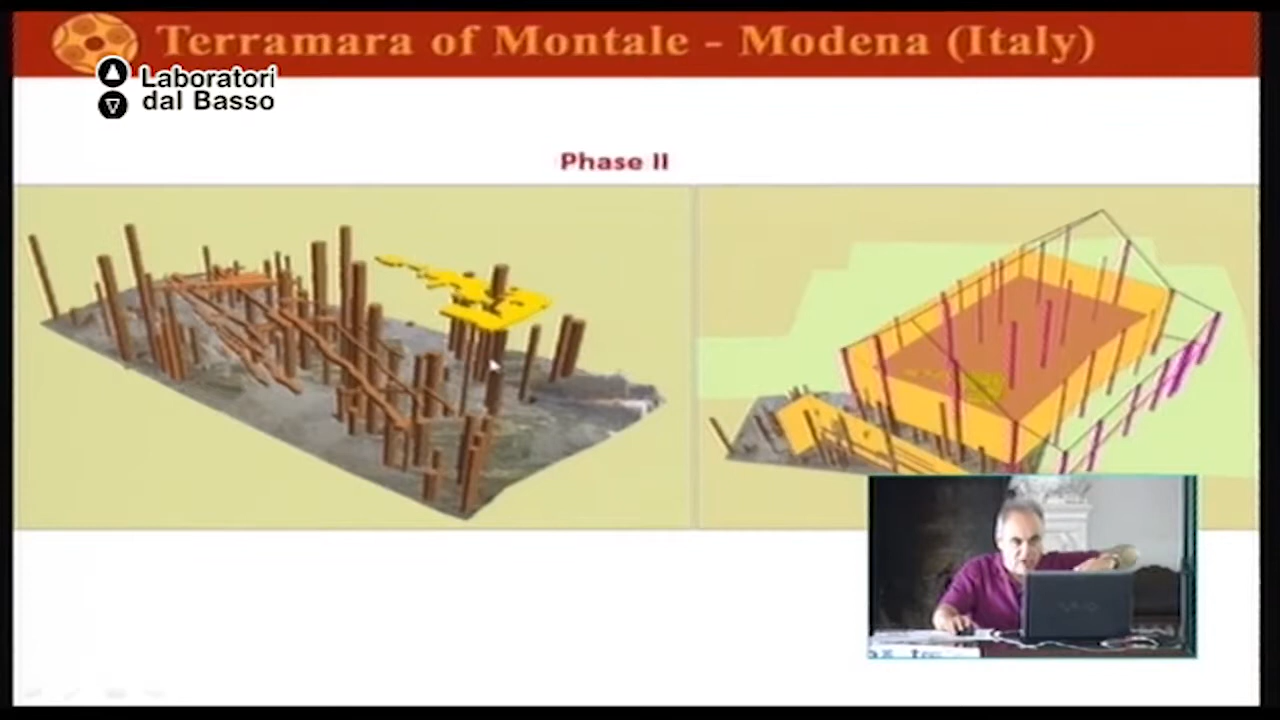 Terramara of Montale - Modena (Italy)
Laboratori
dal Basso
Phase II
VAIO